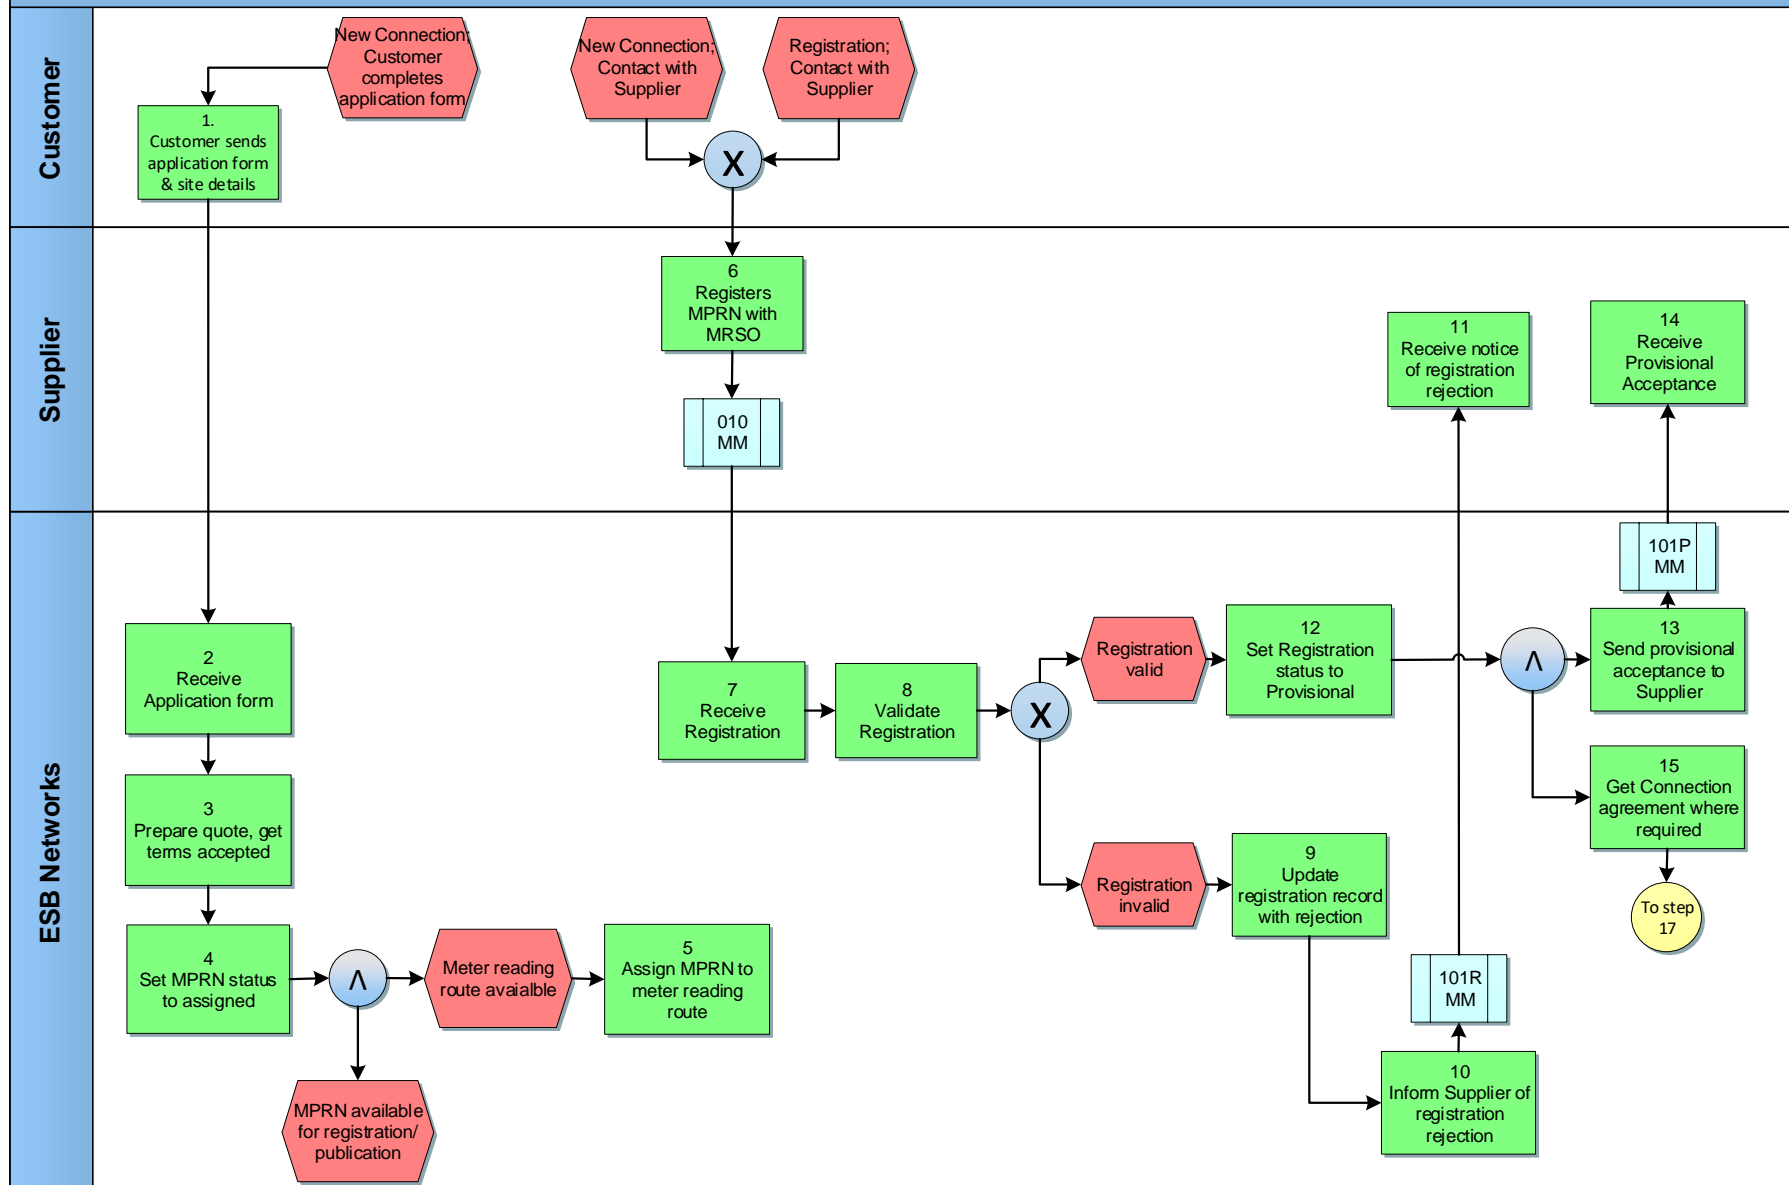 Customer
New Connection;
Customer
completes
application form
New Connection;
Contact with
Supplier
Registration;
Contact with
Supplier
1.
Customer sends
application form
& site details
X
Supplier
6
Registers
MPRN with
MRSO
010
MM
11
Receive notice
of registration
rejection
14
Receive
Provisional
Acceptance
ESB Networks
101P
MM
2
Receive
Application form
7
Receive
Registration
8
Validate
Registration
X
Registration
valid
12
Set Registration
status to
Provisional
Λ
13
Send provisional
acceptance to
Supplier
15
Get Connection
agreement where
required
To step
17
3
Prepare quote, get
terms accepted
Registration
invalid
9
Update
registration record
with rejection
4
Set MPRN status
to assigned
Λ
Meter reading
route avaialble
5
Assign MPRN to
meter reading
route
101R
MM
10
Inform Supplier of
registration
rejection
MPRN available
for registration/
publication